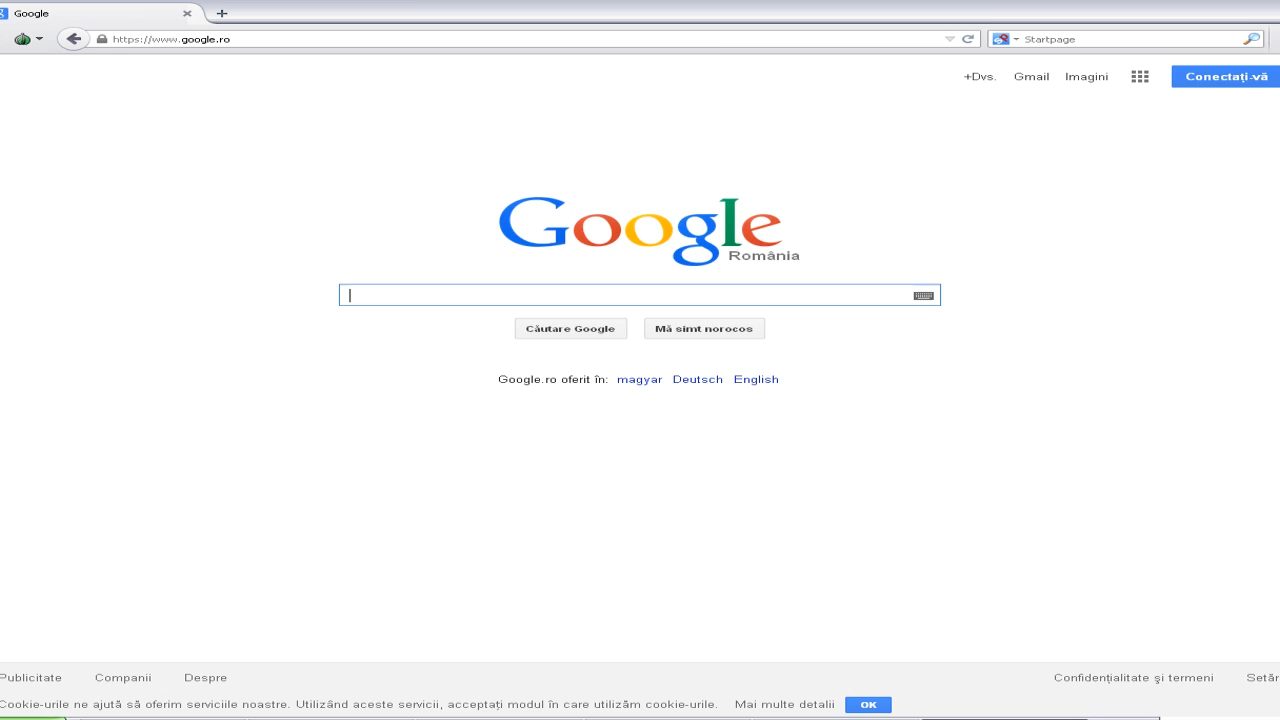 Google
https://www.google.ro
Startpage
+Dvs. Gmail Imagini Conectați-vă
Google
România
Căutare Google Mă simt norocos
Google.ro oferit în: magyar Deutsch English
Publicitate Companii Despre Confidențialitate și termeni Setăr
Cookie-urile ne ajută să oferim serviciile noastre. Utilizând aceste servicii, acceptați modul în care utilizăm cookie-urile. Mai multe detalii OK